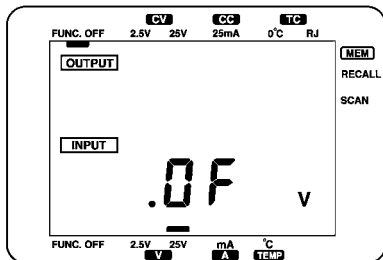 CV CC TC
FUNC. OFF 2.5V 25V 25mA 0°C RJ
MEM
OUTPUT
RECALL
SCAN
INPUT
.0F V
FUNC. OFF 2.5V 25V mA °C
V A TEMP